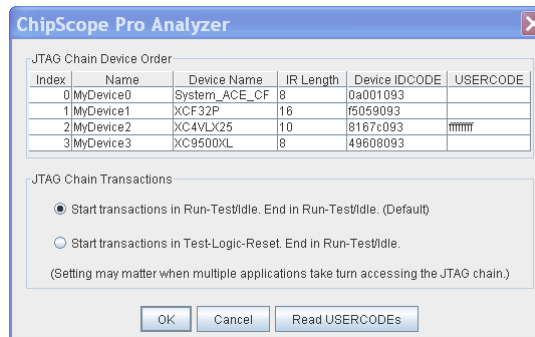 ChipScope Pro Analyzer
JTAG Chain Device Order
Index Name Device Name IR Length Device IDCODE USERCODE
0 MyDevice0 System_ACE_CF 8 0a001093
1 MyDevice1 XCF32P 16 f5059093
2 MyDevice2 XC4VLX25 10 8167c093 ffffffff
3 MyDevice3 XC9500XL 8 49608093
JTAG Chain Transactions
Start transactions in Run-Test/Idle. End in Run-Test/Idle. (Default)
Start transactions in Test-Logic-Reset. End in Run-Test/Idle.
(Setting may matter when multiple applications take turn accessing the JTAG chain.)
OK Cancel Read USERCODEs